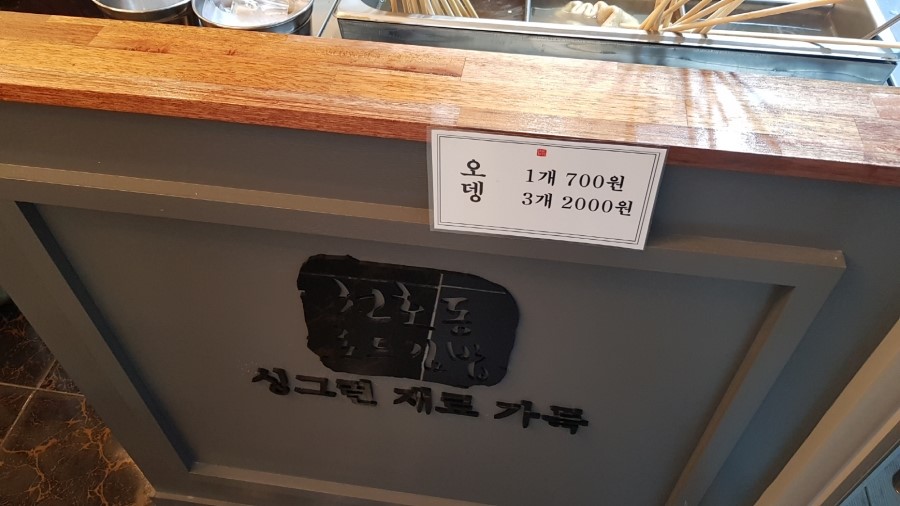 오뎅
1개 700원
3개 2000원
싱그런 재료 가득